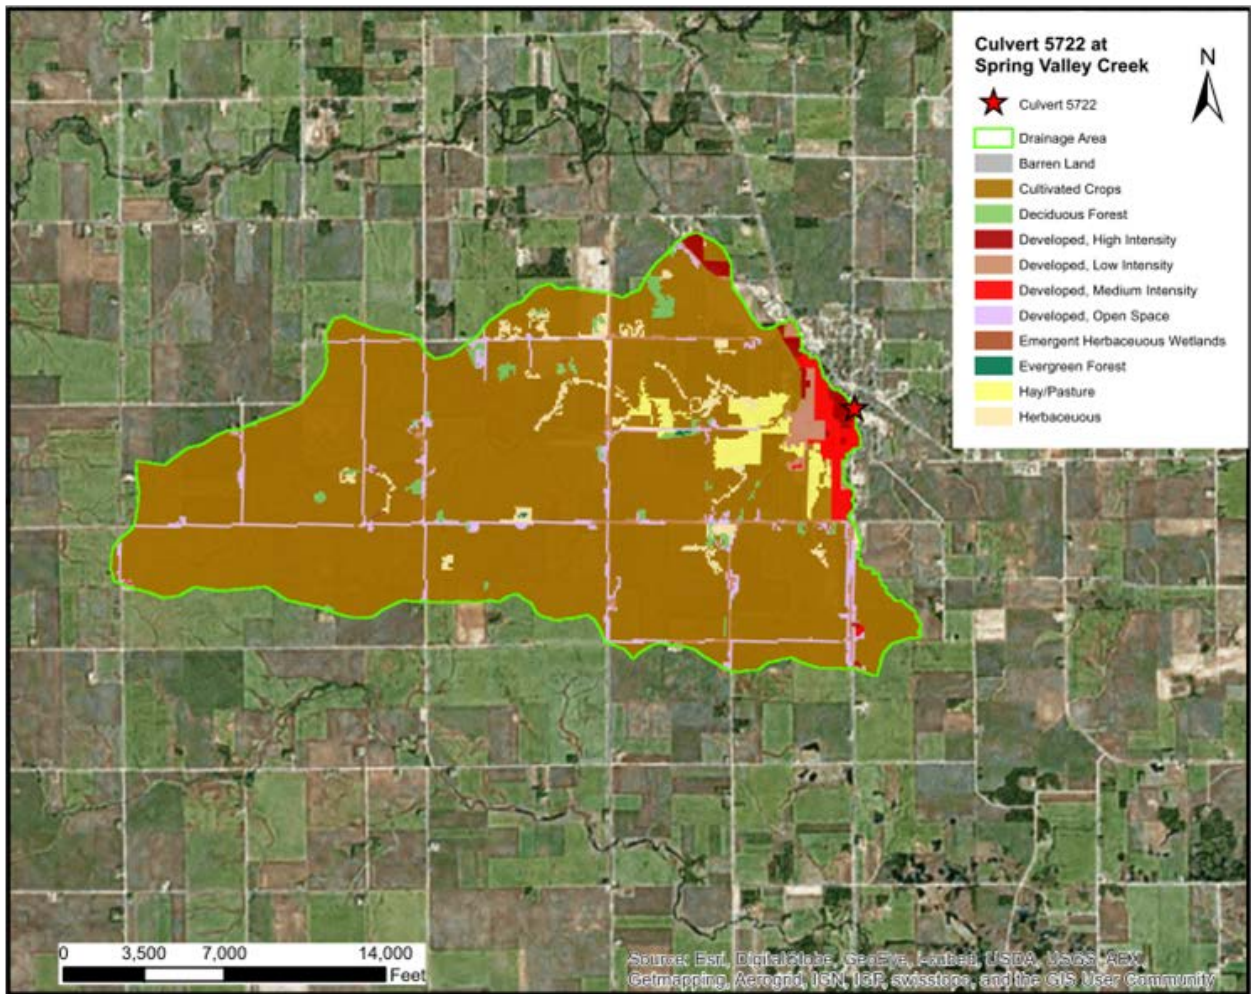 Culvert 5722 at
Spring Valley Creek
N
Culvert 5722
Drainage Area
Barren Land
Cultivated Crops
Deciduous Forest
Developed, High Intensity
Developed, Low Intensity
Developed, Medium Intensity
Developed, Open Space
Emergent Herbaceuous Wetlands
Evergreen Forest
Hay/Pasture
Herbaceuous
0 3,500 7,000 14,000
Feet
Source: Esri, DigitalGlobe, GeoEye, i-cubed, USDA, USGS, AEX,
Getmapping, Aerogrid, IGN, IGP, swisstopo, and the GIS User Community